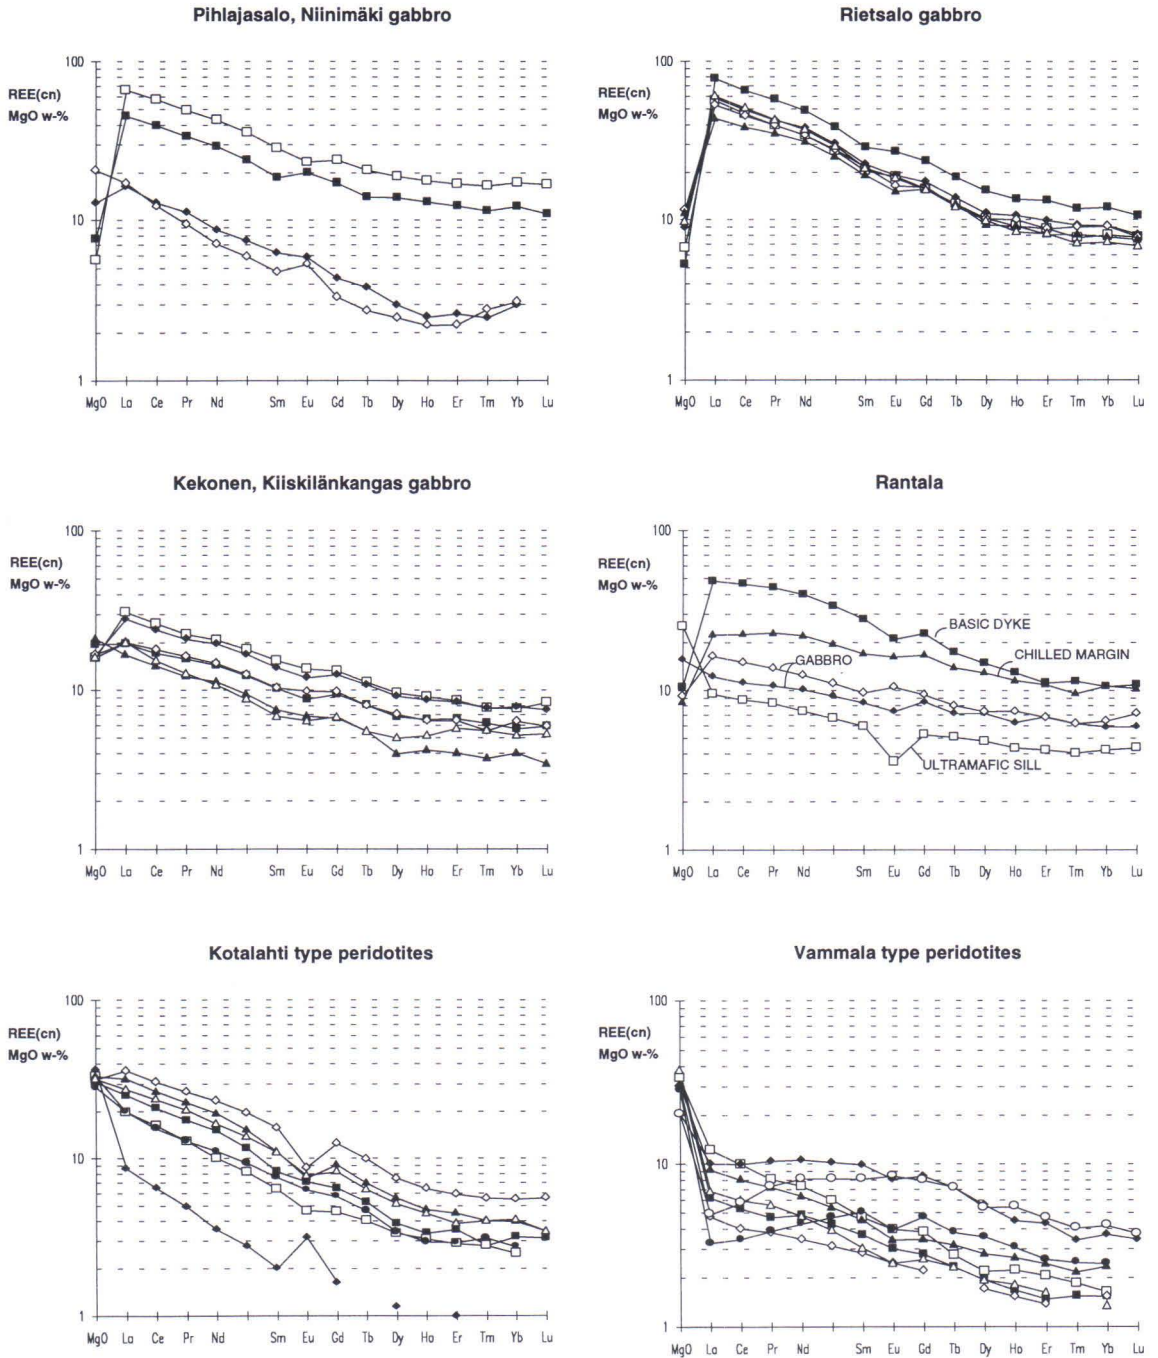 Pihlajasalo, Niinimäki gabbro
100
REE(cn)
MgO w-%
10
1
MgO La Ce Pr Nd Sm Eu Gd Tb Dy Ho Er Tm Yb Lu
Rietsalo gabbro
100
REE(cn)
MgO w-%
10
1
MgO La Ce Pr Nd Sm Eu Gd Tb Dy Ho Er Tm Yb Lu
Kekonen, Kiiskilänkangas gabbro
100
REE(cn)
MgO w-%
10
1
MgO La Ce Pr Nd Sm Eu Gd Tb Dy Ho Er Tm Yb Lu
Rantala
100
REE(cn)
MgO w-%
BASIC DYKE
CHILLED MARGIN
GABBRO
10
ULTRAMAFIC SILL
1
MgO La Ce Pr Nd Sm Eu Gd Tb Dy Ho Er Tm Yb Lu
Kotalahti type peridotites
100
REE(cn)
MgO w-%
10
1
MgO La Ce Pr Nd Sm Eu Gd Tb Dy Ho Er Tm Yb Lu
Vammala type peridotites
100
REE(cn)
MgO w-%
10
1
MgO La Ce Pr Nd Sm Eu Gd Tb Dy Ho Er Tm Yb Lu